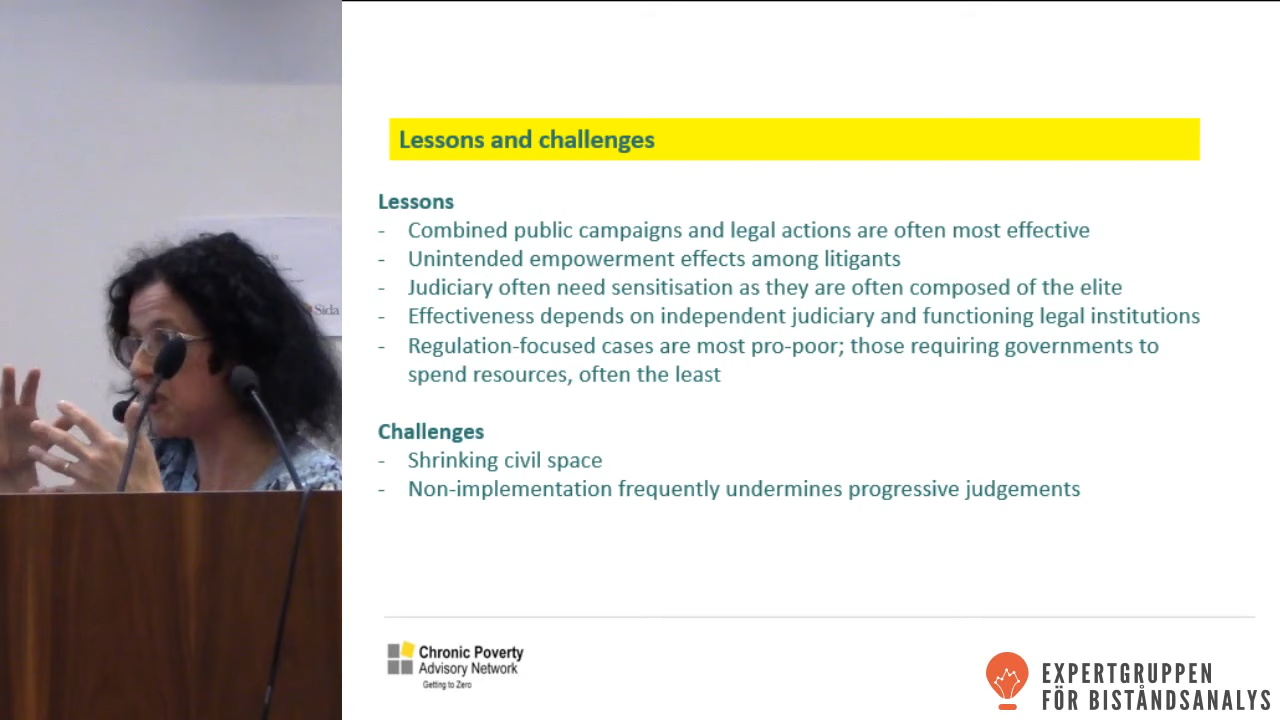 Sida
Lessons and challenges
Lessons
- Combined public campaigns and legal actions are often most effective
- Unintended empowerment effects among litigants
- Judiciary often need sensitisation as they are often composed of the elite
- Effectiveness depends on independent judiciary and functioning legal institutions
- Regulation-focused cases are most pro-poor; those requiring governments to
spend resources, often the least
Challenges
- Shrinking civil space
- Non-implementation frequently undermines progressive judgements
Chronic Poverty
Advisory Network
Getting to Zero
EXPERTGRUPPEN
FÖR BISTÅNDSANALYS